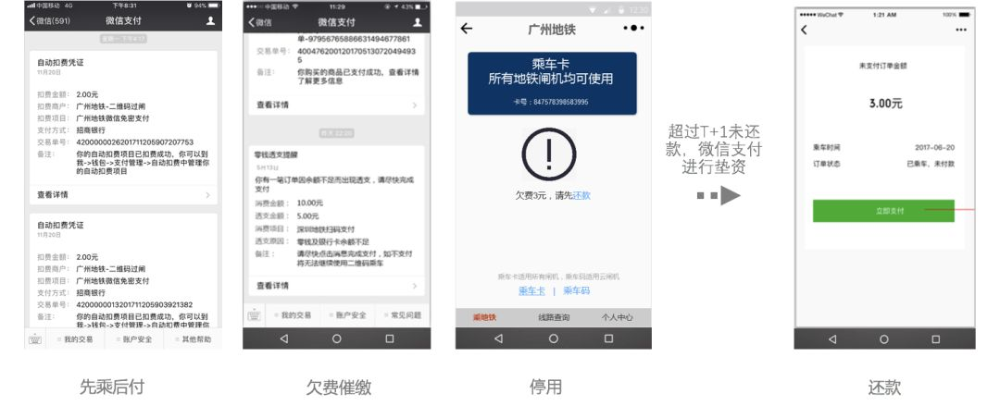 中国移动 4G
下午8:31
94%
微信(591)
微信支付
星期一 下午4:17
自动扣费凭证
11月20日
扣费金额： 2.00元
扣费商户： 广州地铁-二维码过闸
扣费项目： 广州地铁微信免密支付
支付方式： 招商银行
交易单号： 4200000026201711205907207753
备注： 你的自动扣费项目已扣费成功，你可以到
我->钱包->支付管理->自动扣费中管理你
的自动扣费项目
查看详情
自动扣费凭证
11月20日
扣费金额： 2.00元
扣费商户： 广州地铁-二维码过闸
扣费项目： 广州地铁微信免密支付
支付方式： 招商银行
交易单号： 4200000013201711205903921382
备注： 你的自动扣费项目已扣费成功，你可以到
我->钱包->支付管理->自动扣费中管理你
我的交易
账户安全
其他帮助
先乘后付
中国移动
11:29
43%
微信
微信支付
单-97956765886631494677861
交易单号： 40047620012017051307204949З
5
备注： 你购买的商品已支付成功，查看详情
了解更多信息
查看详情
昨天 22:20
零钱透支提醒
5月13日
你有一笔订单因余额不足而出现透支，请尽快完成
支付
消费金额： 10.00元
透支金额： 5.00元
消费项目： 深圳地铁扫码支付
透支原因： 零钱及银行卡余额不足
备注： 请尽快点击消息完成支付，如不支付
将无法继续使用二维码乘车
查看详情
我的交易
账户安全
常见问题
欠费催缴
12:30
广州地铁
乘车卡
所有地铁闸机均可使用
卡号：847578398583995
欠费3元，请先还款
乘车卡适用所有闸机，乘车码适用云闸机
乘车卡 | 乘车码
乘地铁
线路查询
个人中心
停用
超过T+1未还
款，微信支付
进行垫资
WeChat
1:21 AM
100%
未支付订单金额
3.00元
乘车时间 2017-06-20
订单状态 已乘车，未付款
立即支付
还款